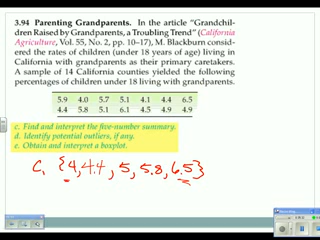 3.94 Parenting Grandparents. In the article "Grandchil-
dren Raised by Grandparents, a Troubling Trend" (California
Agriculture, Vol. 55, No. 2, pp. 10–17), M. Blackburn consid-
ered the rates of children (under 18 years of age) living in
California with grandparents as their primary caretakers.
A sample of 14 California counties yielded the following
percentages of children under 18 living with grandparents.
5.9 4.0 5.7 5.1 4.1 4.4 6.5
4.4 5.8 5.1 6.1 4.5 4.9 4.9
c. Find and interpret the five-number summary.
d. Identify potential outliers, if any.
e. Obtain and interpret a boxplot.
c. {4, 4.4, 5, 5.8, 6.5}